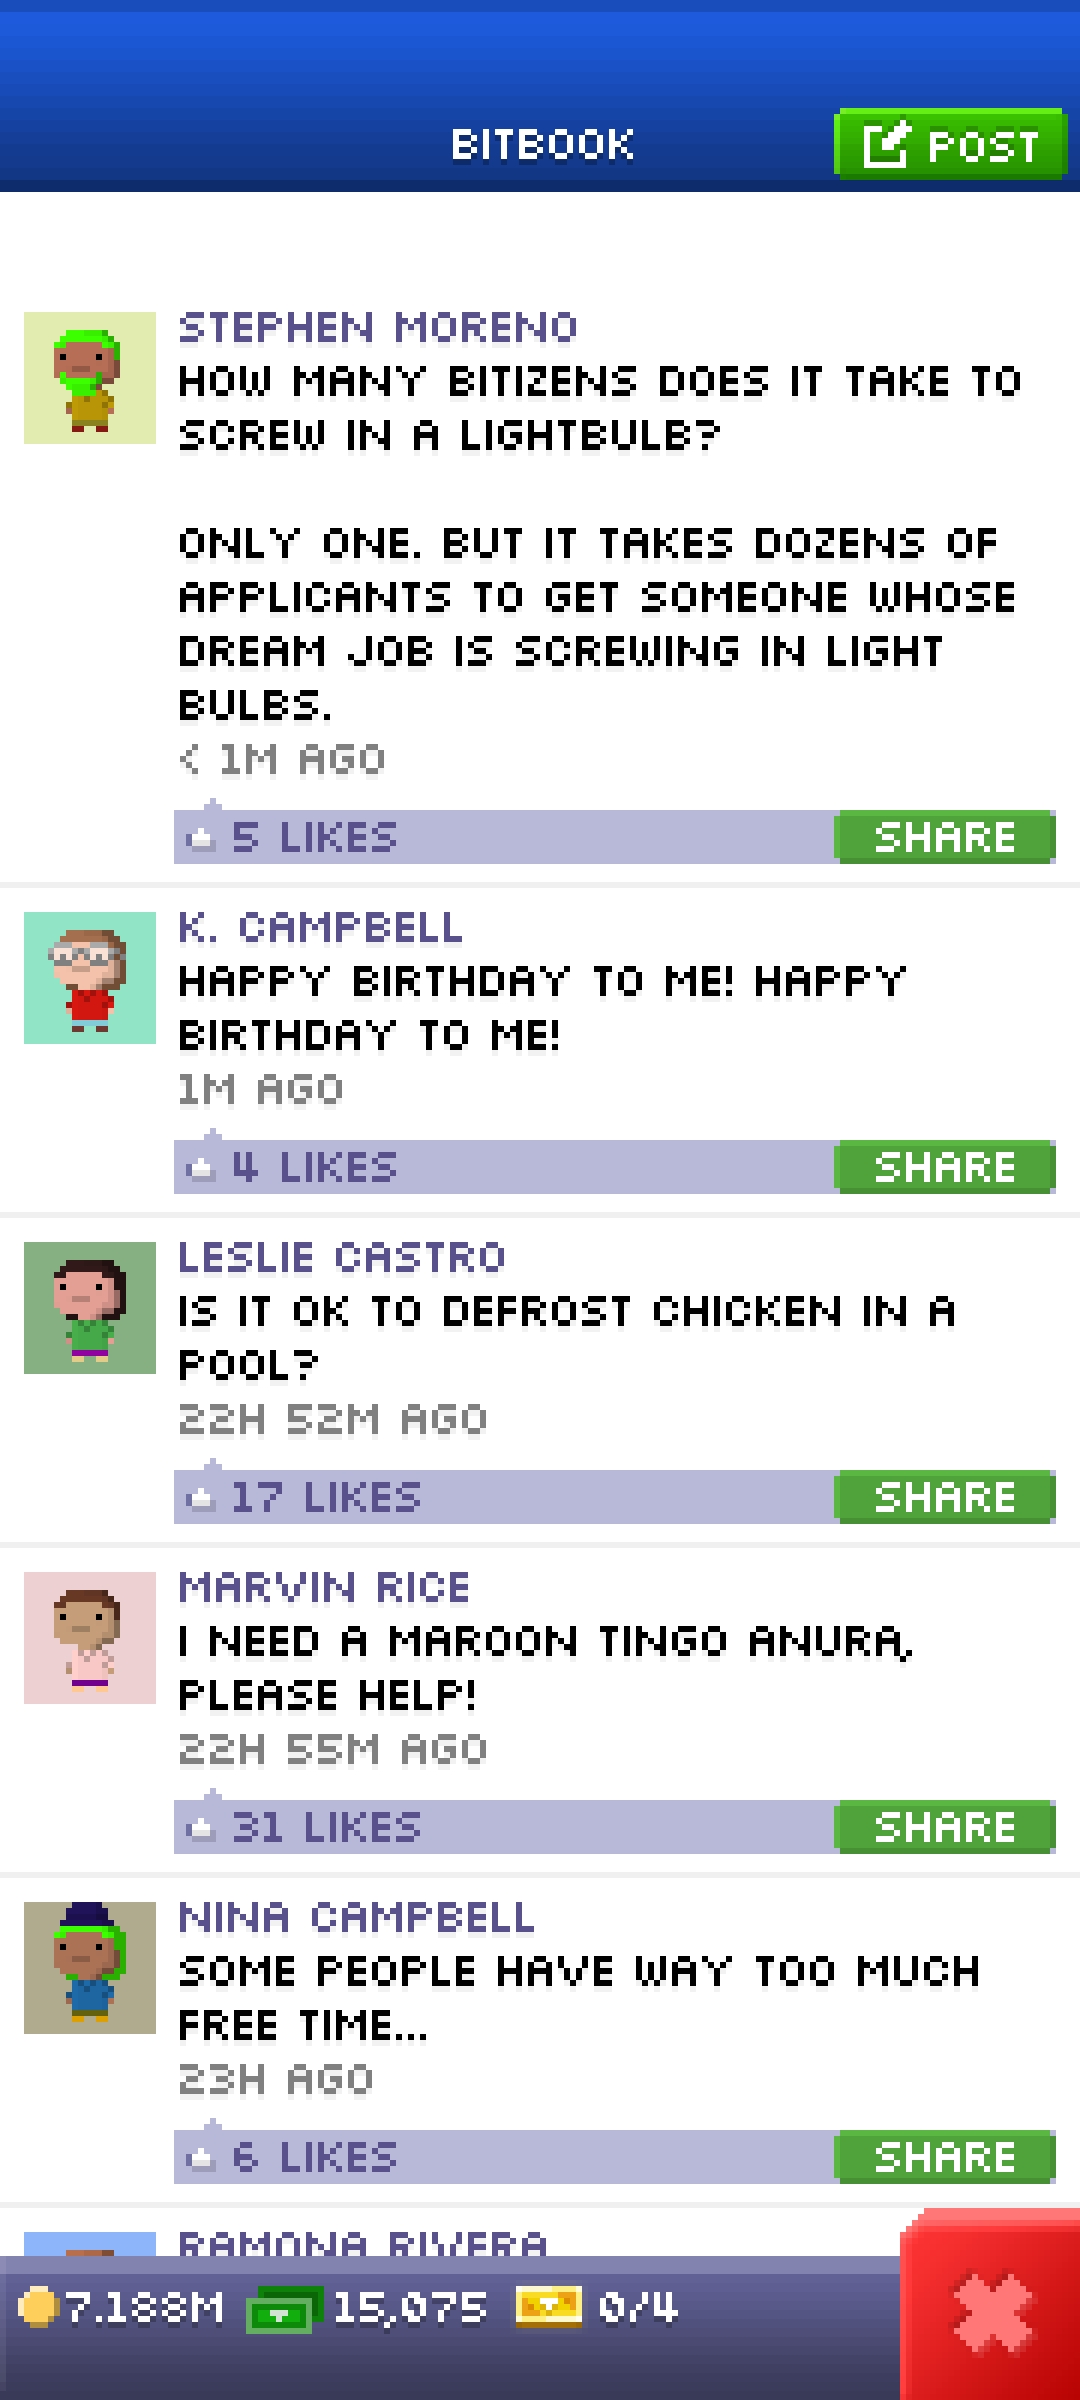 BITBOOK
POST
STEPHEN MORENO
HOW MANY BITIZENS DOES IT TAKE TO
SCREW IN A LIGHTBULB?
ONLY ONE. BUT IT TAKES DOZENS OF
APPLICANTS TO GET SOMEONE WHOSE
DREAM JOB IS SCREWING IN LIGHT
BULBS.
< 1M AGO
5 LIKES
SHARE
K. CAMPBELL
HAPPY BIRTHDAY TO ME! HAPPY
BIRTHDAY TO ME!
1M AGO
4 LIKES
SHARE
LESLIE CASTRO
IS IT OK TO DEFROST CHICKEN IN A
POOL?
22H 52M AGO
17 LIKES
SHARE
MARVIN RICE
I NEED A MAROON TINGO ANURA,
PLEASE HELP!
22H 55M AGO
31 LIKES
SHARE
NINA CAMPBELL
SOME PEOPLE HAVE WAY TOO MUCH
FREE TIME...
23H AGO
6 LIKES
SHARE
RAMONA RIVERA
7.188M 15,075 0/4